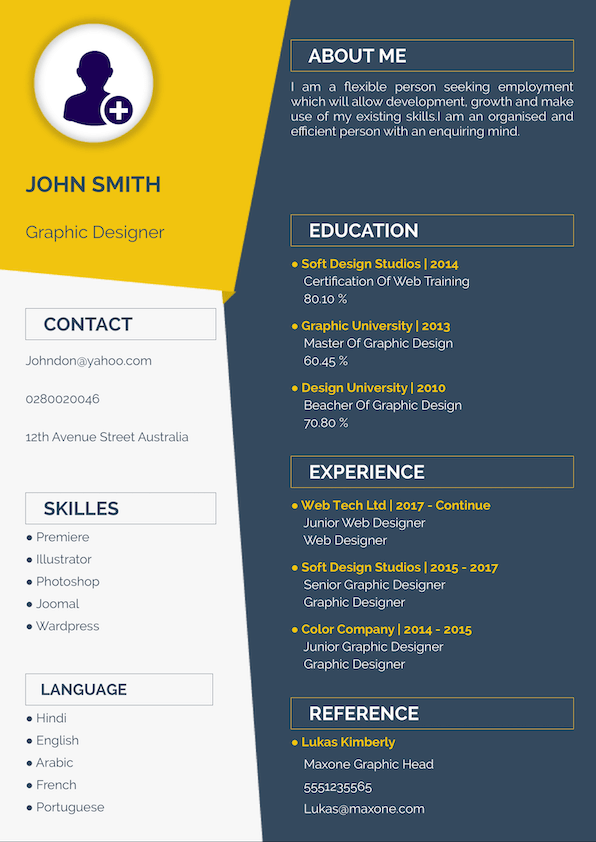 JOHN SMITH
Graphic Designer
CONTACT
Johndon@yahoo.com
0280020046
12th Avenue Street Australia
SKILLES
● Premiere
● Illustrator
● Photoshop
● Joomal
● Wardpress
LANGUAGE
● Hindi
● English
● Arabic
● French
● Portuguese
ABOUT ME
I am a flexible person seeking employment
which will allow development, growth and make
use of my existing skills.I am an organised and
efficient person with an enquiring mind.
EDUCATION
● Soft Design Studios | 2014
Certification Of Web Training
80.10 %
● Graphic University | 2013
Master Of Graphic Design
60.45 %
● Design University | 2010
Beacher Of Graphic Design
70.80 %
EXPERIENCE
● Web Tech Ltd | 2017 - Continue
Junior Web Designer
Web Designer
● Soft Design Studios | 2015 - 2017
Senior Graphic Designer
Graphic Designer
● Color Company | 2014 - 2015
Junior Graphic Designer
Graphic Designer
REFERENCE
● Lukas Kimberly
Maxone Graphic Head
5551235565
Lukas@maxone.com